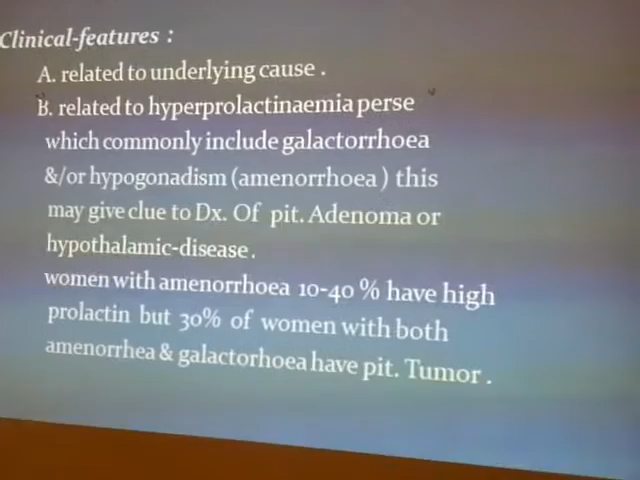 Clinical-features :
A. related to underlying cause .
B. related to hyperprolactinaemia perse
which commonly include galactorrhoea
&/or hypogonadism (amenorrhoea ) this
may give clue to Dx. Of pit. Adenoma or
hypothalamic-disease.
women with amenorrhoea 10-40 % have high
prolactin but 30% of women with both
amenorrhea & galactorhoea have pit. Tumor .